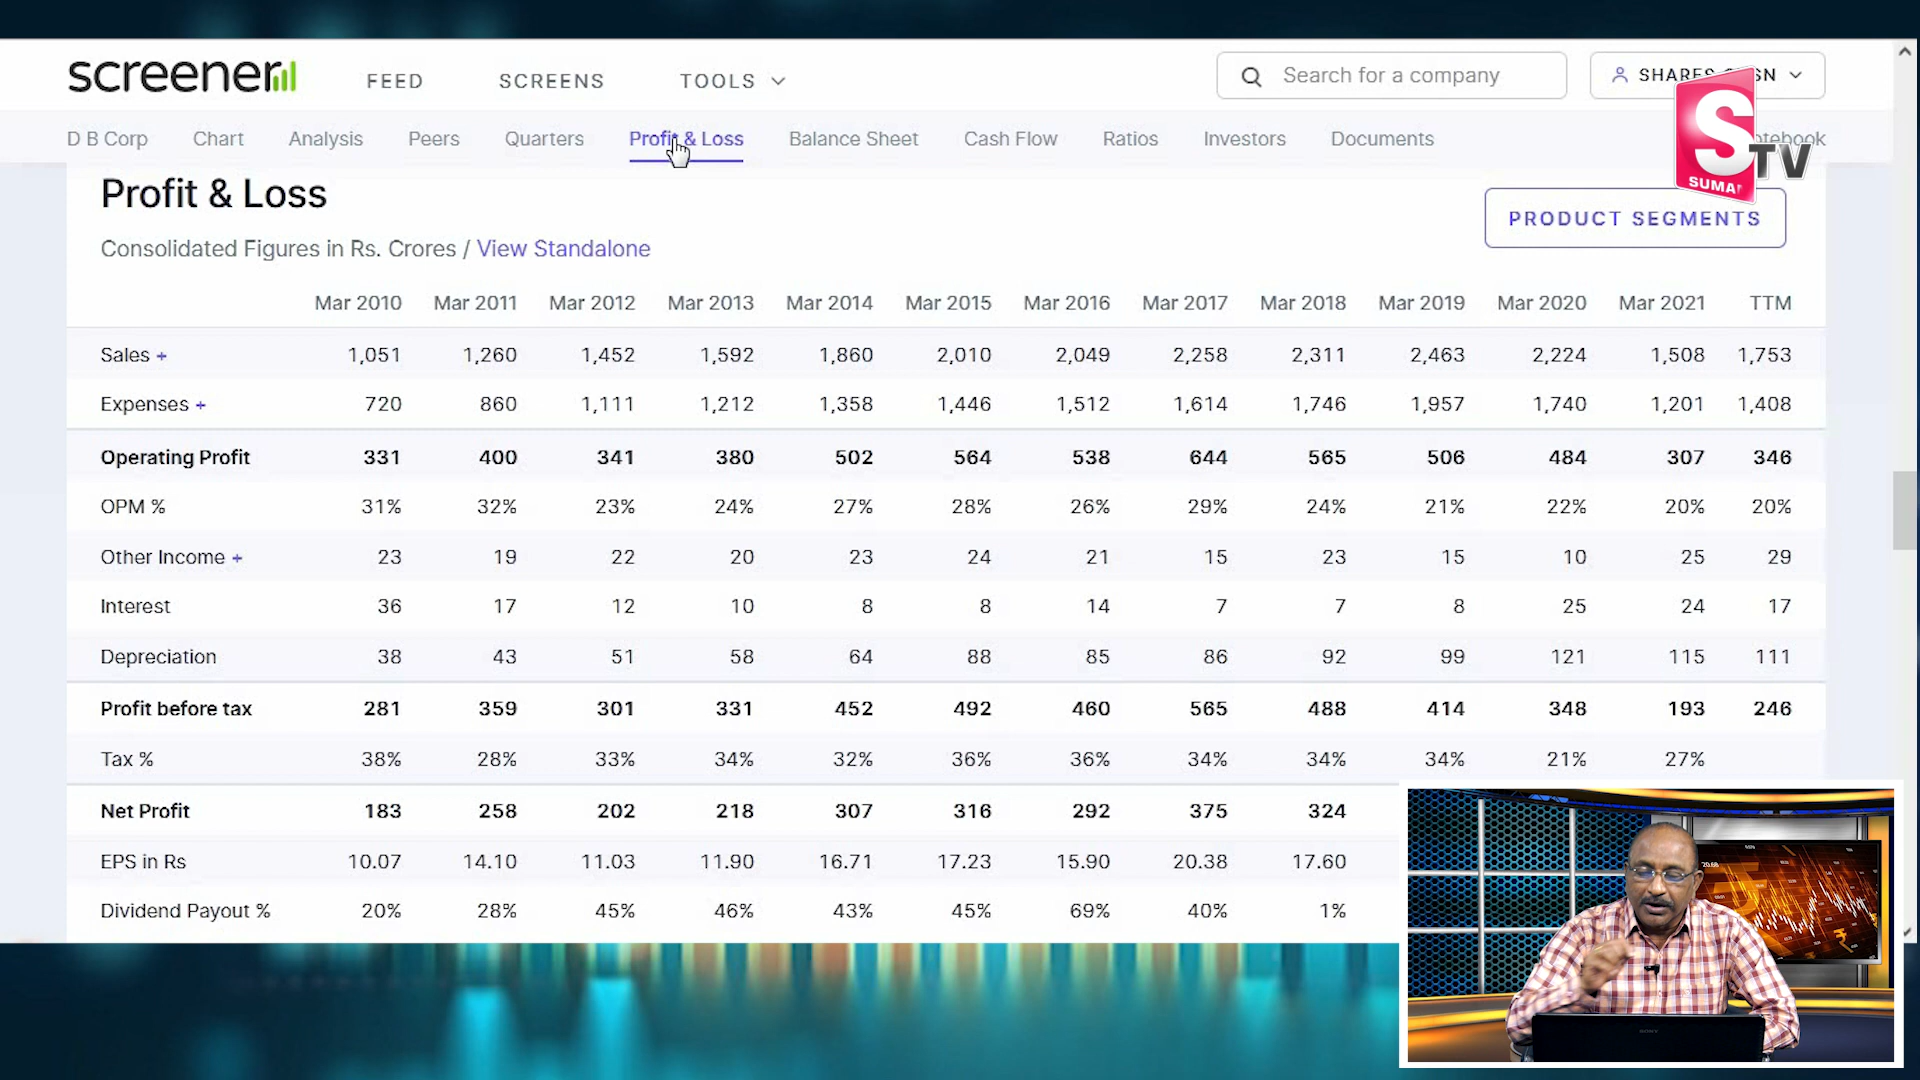 screener FEED SCREENS TOOLS Search for a company
D B Corp Chart Analysis Peers Quarters Profit & Loss Balance Sheet Cash Flow Ratios Investors Documents
S TV
SUMA
Profit & Loss
PRODUCT SEGMENTS
Consolidated Figures in Rs. Crores / View Standalone
Mar 2010 Mar 2011 Mar 2012 Mar 2013 Mar 2014 Mar 2015 Mar 2016 Mar 2017 Mar 2018 Mar 2019 Mar 2020 Mar 2021 TTM
Sales + 1,051 1,260 1,452 1,592 1,860 2,010 2,049 2,258 2,311 2,463 2,224 1,508 1,753
Expenses + 720 860 1,111 1,212 1,358 1,446 1,512 1,614 1,746 1,957 1,740 1,201 1,408
Operating Profit 331 400 341 380 502 564 538 644 565 506 484 307 346
OPM % 31% 32% 23% 24% 27% 28% 26% 29% 24% 21% 22% 20% 20%
Other Income + 23 19 22 20 23 24 21 15 23 15 10 25 29
Interest 36 17 12 10 8 8 14 7 7 8 25 24 17
Depreciation 38 43 51 58 64 88 85 86 92 99 121 115 111
Profit before tax 281 359 301 331 452 492 460 565 488 414 348 193 246
Tax % 38% 28% 33% 34% 32% 36% 36% 34% 34% 34% 21% 27%
Net Profit 183 258 202 218 307 316 292 375 324
EPS in Rs 10.07 14.10 11.03 11.90 16.71 17.23 15.90 20.38 17.60
Dividend Payout % 20% 28% 45% 46% 43% 45% 69% 40% 1%